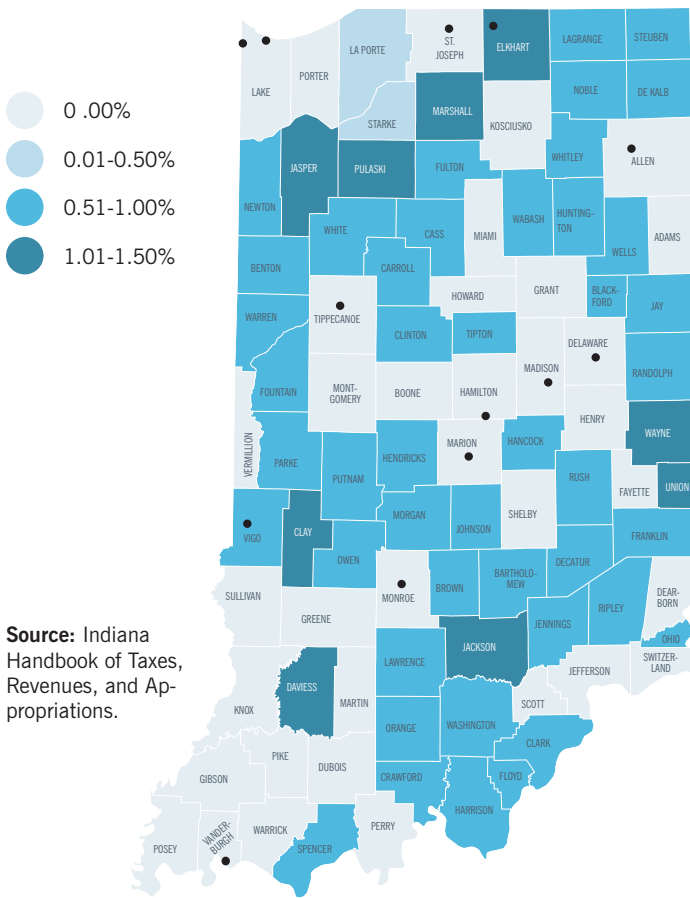 0 .00%
0.01-0.50%
0.51-1.00%
1.01-1.50%
Source: Indiana
Handbook of Taxes,
Revenues, and Ap-
propriations.
LAKE
PORTER
LA PORTE
ST.
JOSEPH
ELKHART
LAGRANGE
STEUBEN
NOBLE
DE KALB
MARSHALL
STARKE
KOSCIUSKO
JASPER
PULASKI
FULTON
WHITLEY
ALLEN
NEWTON
WHITE
CASS
MIAMI
WABASH
HUNTING-
TON
WELLS
ADAMS
BENTON
CARROLL
HOWARD
GRANT
BLACK-
FORD
JAY
WARREN
TIPPECANOE
CLINTON
TIPTON
MADISON
DELAWARE
RANDOLPH
FOUNTAIN
MONT-
GOMERY
BOONE
HAMILTON
HENRY
WAYNE
VERMILLION
PARKE
PUTNAM
HENDRICKS
MARION
HANCOCK
RUSH
FAYETTE
UNION
VIGO
CLAY
OWEN
MORGAN
JOHNSON
SHELBY
DECATUR
FRANKLIN
SULLIVAN
GREENE
MONROE
BROWN
BARTHOLO-
MEW
JENNINGS
RIPLEY
DEAR-
BORN
OHIO
SWITZER-
LAND
KNOX
DAVIESS
MARTIN
LAWRENCE
JACKSON
JEFFERSON
SCOTT
ORANGE
WASHINGTON
CLARK
GIBSON
PIKE
DUBOIS
CRAWFORD
FLOYD
HARRISON
POSEY
VANDER-
BURGH
WARRICK
SPENCER
PERRY